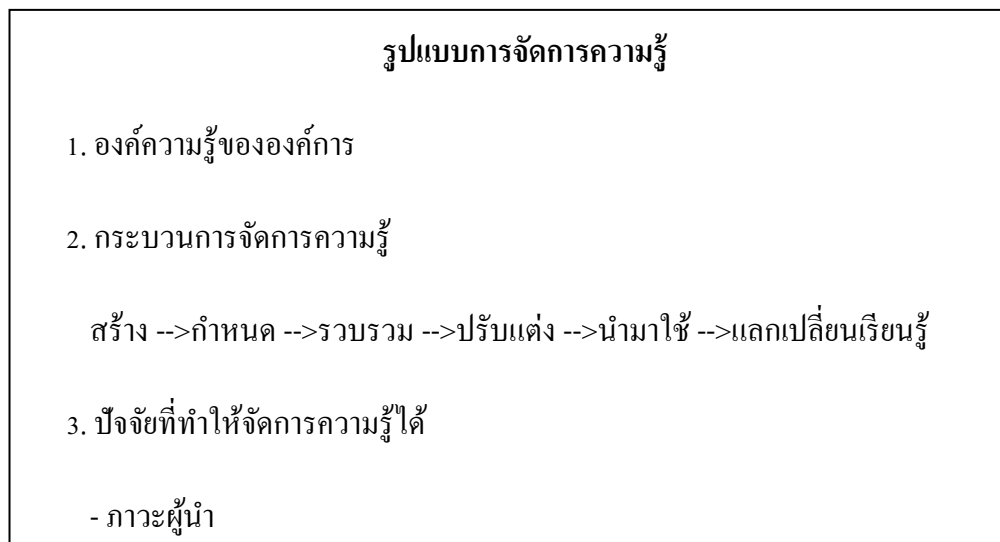 รูปแบบการจัดการความรู้
1. องค์ความรู้ขององค์การ
2. กระบวนการจัดการความรู้
สร้าง -->กำหนด -->รวบรวม -->ปรับแต่ง -->นำมาใช้ -->แลกเปลี่ยนเรียนรู้
3. ปัจจัยที่ทำให้จัดการความรู้ได้
- ภาวะผู้นำ